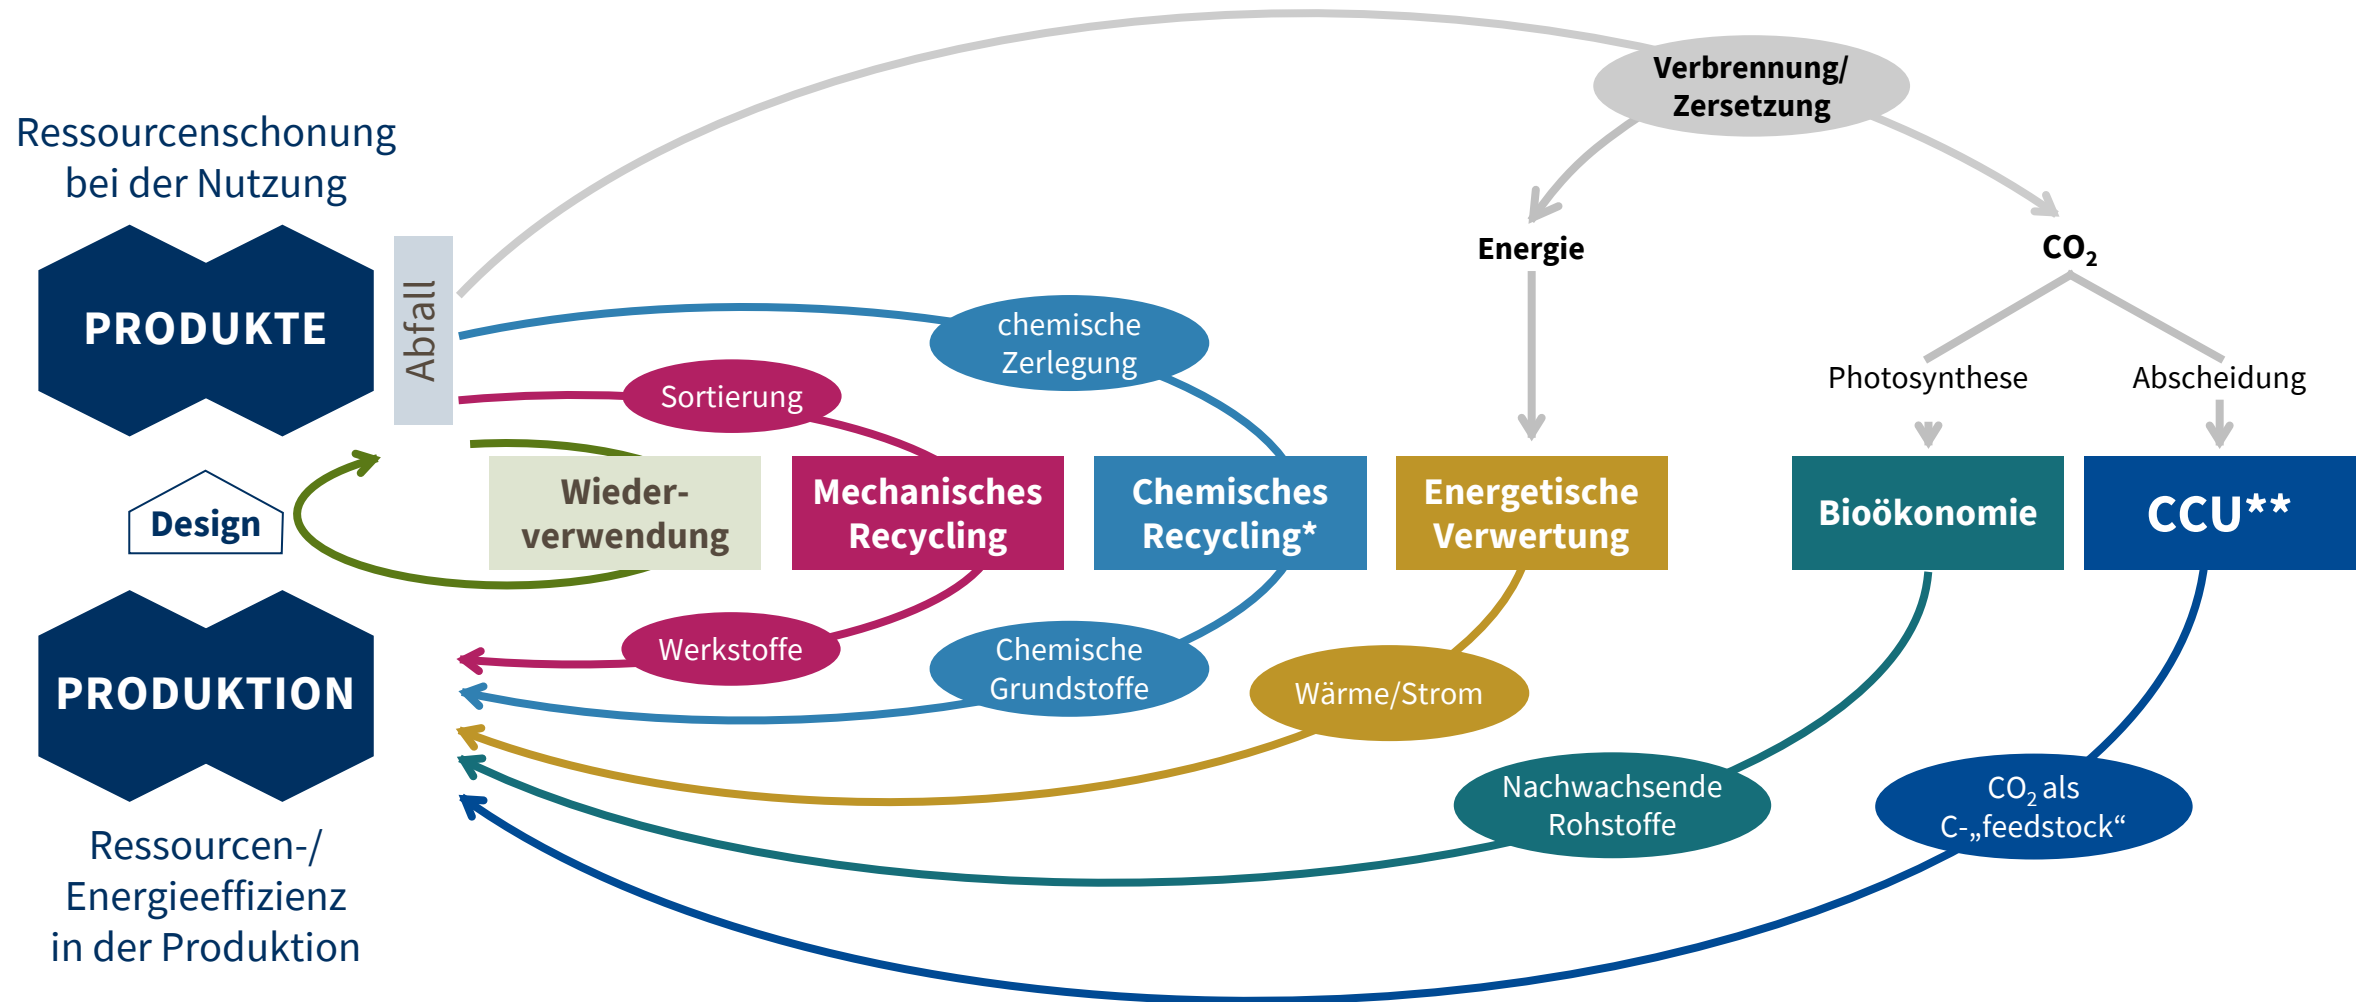 Verbrennung/
Zersetzung
Ressourcenschonung
bei der Nutzung
PRODUKTE
Abfall
Energie
CO₂
chemische
Zerlegung
Sortierung
Photosynthese
Abscheidung
Design
Wieder-
verwendung
Mechanisches
Recycling
Chemisches
Recycling*
Energetische
Verwertung
Bioökonomie
CCU**
PRODUKTION
Werkstoffe
Chemische
Grundstoffe
Wärme/Strom
Nachwachsende
Rohstoffe
CO₂ als
C-„feedstock“
Ressourcen-/
Energieeffizienz
in der Produktion